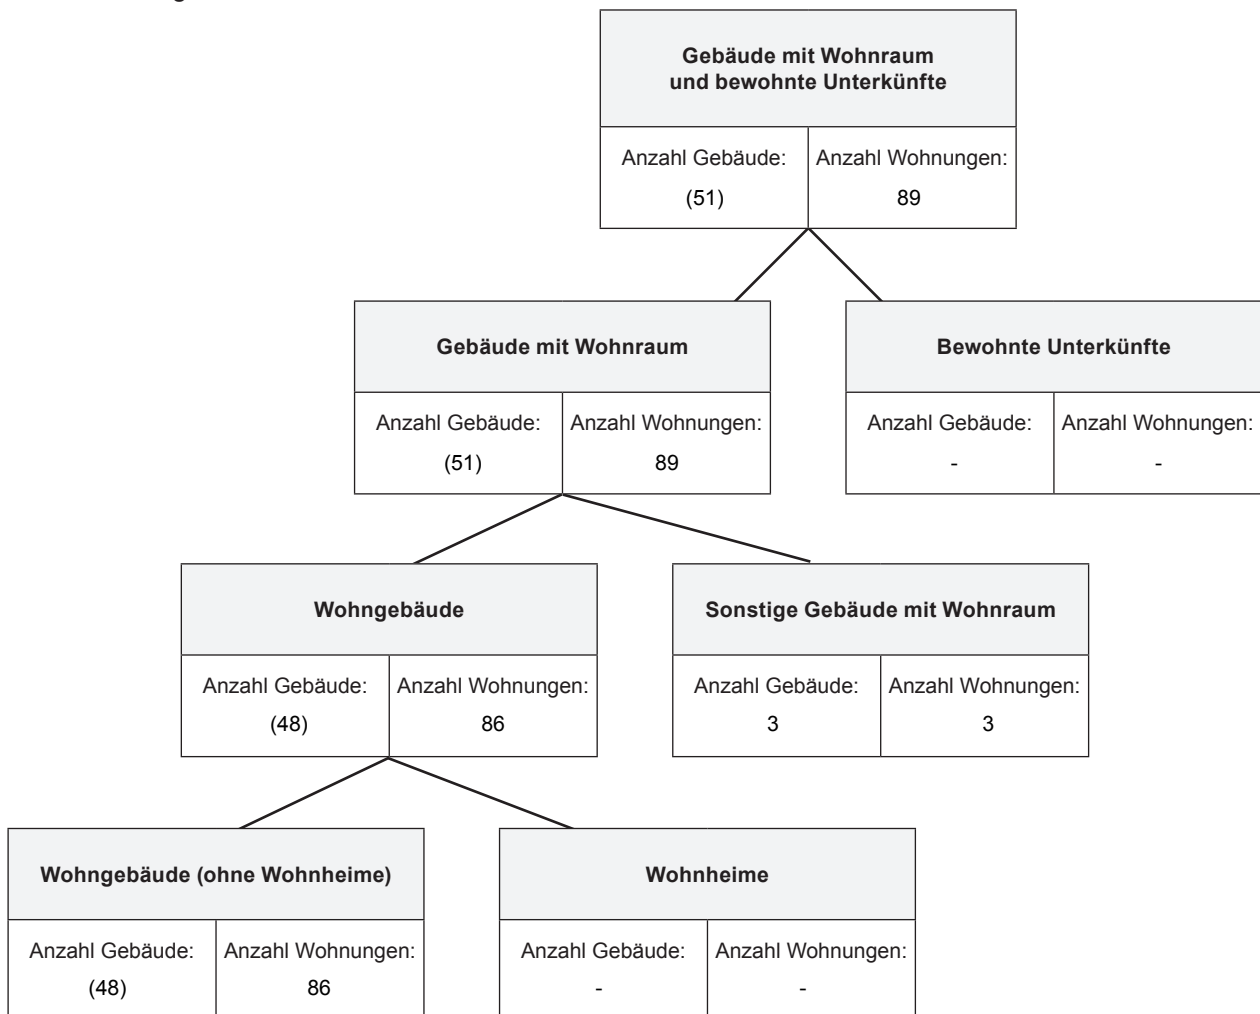 Gebäude mit Wohnraum
und bewohnte Unterkünfte
Anzahl Gebäude: Anzahl Wohnungen:
(51) 89
Gebäude mit Wohnraum
Bewohnte Unterkünfte
Anzahl Gebäude: Anzahl Wohnungen:
(51) 89
Anzahl Gebäude: Anzahl Wohnungen:
- -
Wohngebäude
Sonstige Gebäude mit Wohnraum
Anzahl Gebäude: Anzahl Wohnungen:
(48) 86
Anzahl Gebäude: Anzahl Wohnungen:
3 3
Wohngebäude (ohne Wohnheime)
Wohnheime
Anzahl Gebäude: Anzahl Wohnungen:
(48) 86
Anzahl Gebäude: Anzahl Wohnungen:
- -